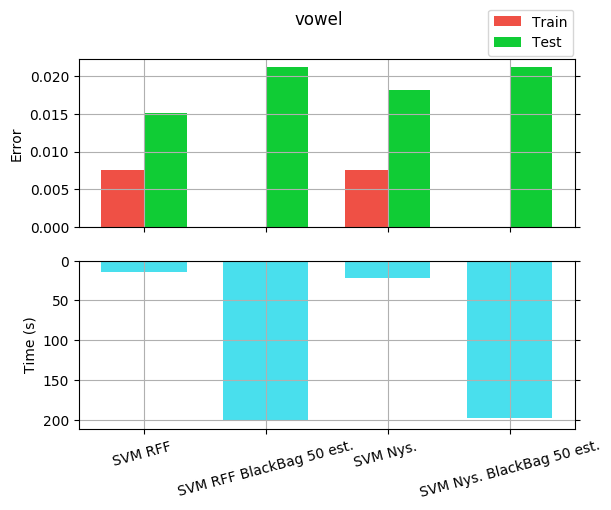 vowel
Train
Test
Error
0.020
0.015
0.010
0.005
0.000
Time (s)
0
50
100
150
200
SVM RFF
SVM RFF BlackBag 50 est.
SVM Nys.
SVM Nys. BlackBag 50 est.